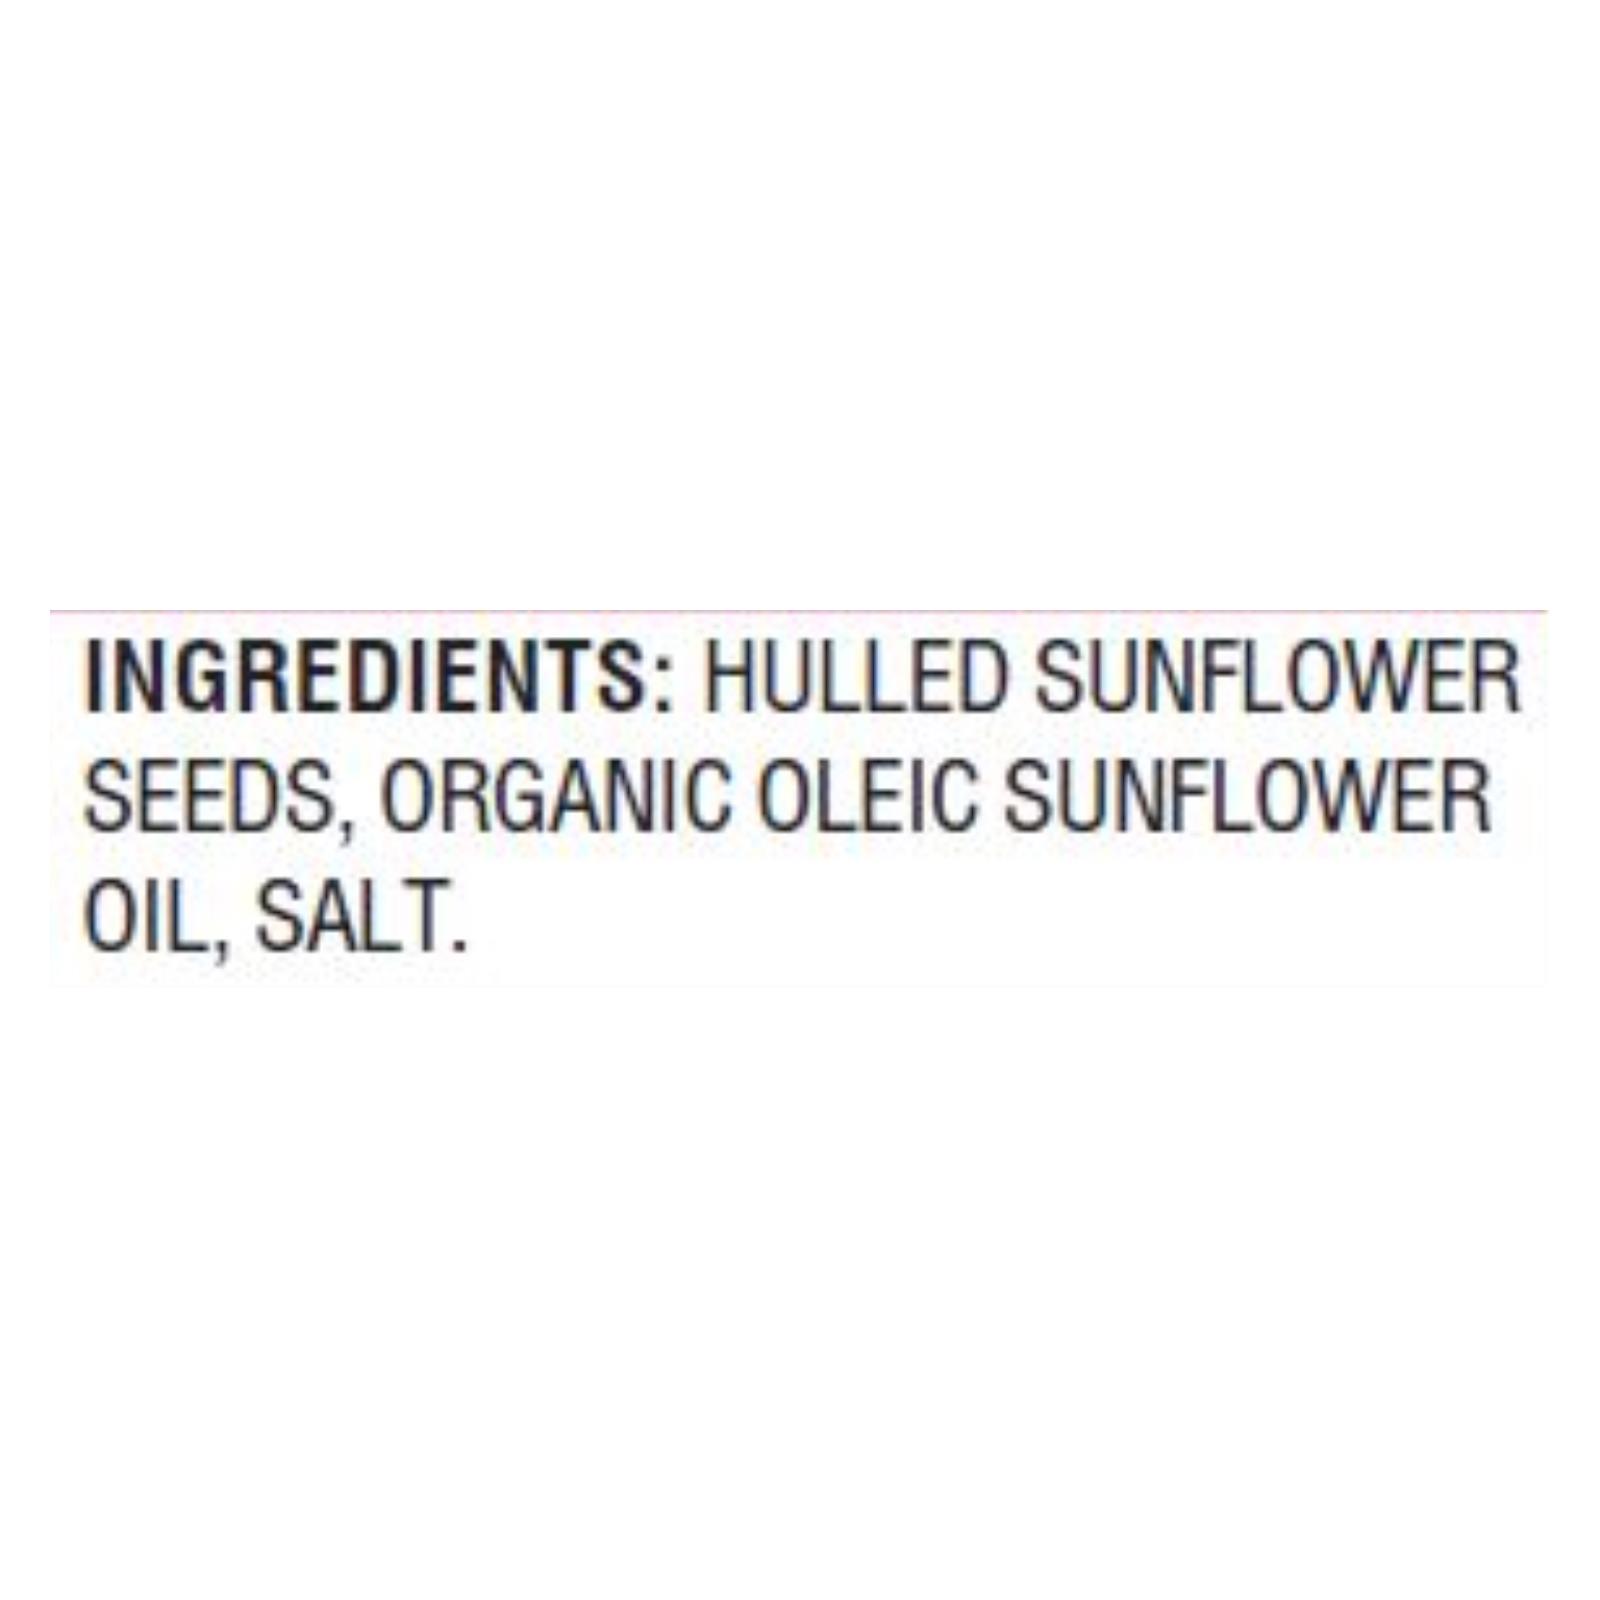 INGREDIENTS: HULLED SUNFLOWER
SEEDS, ORGANIC OLEIC SUNFLOWER
OIL, SALT.